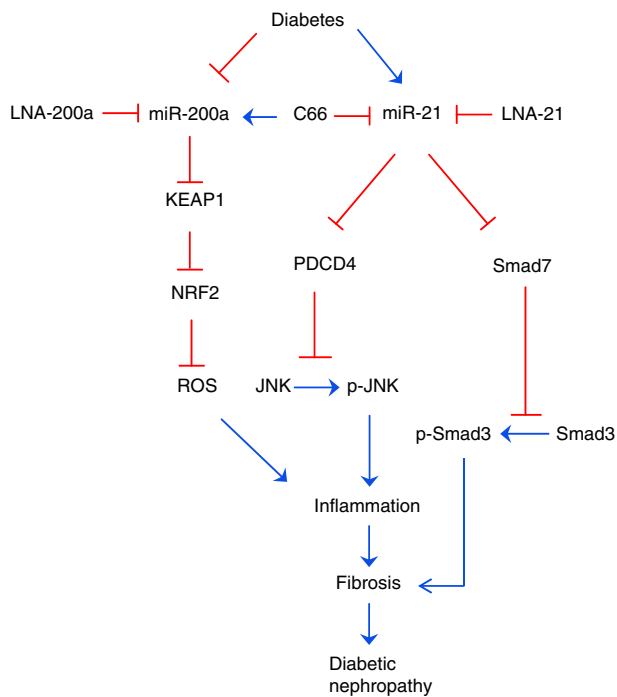 Diabetes
LNA-200a
miR-200a
C66
miR-21
LNA-21
KEAP1
PDCD4
Smad7
NRF2
ROS
JNK
p-JNK
p-Smad3
Smad3
Inflammation
Fibrosis
Diabetic
nephropathy